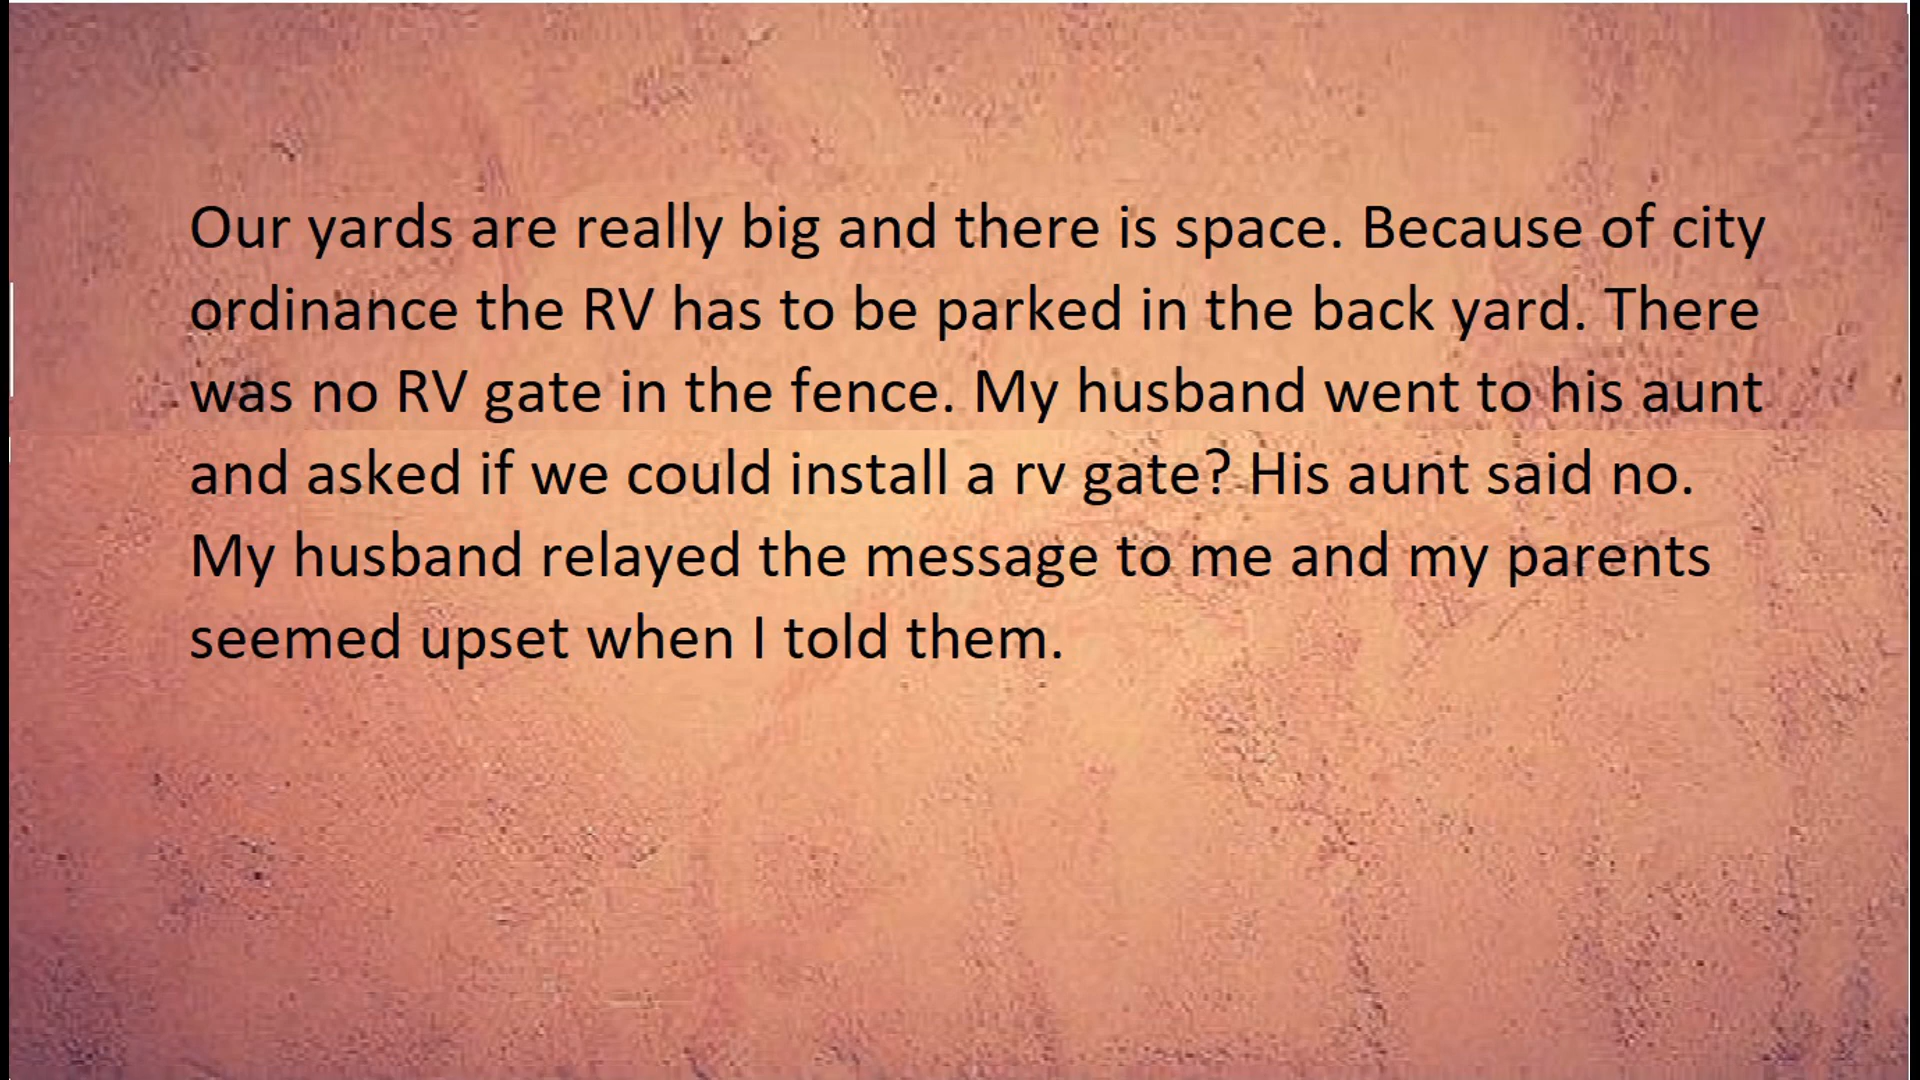 Our yards are really big and there is space. Because of city
ordinance the RV has to be parked in the back yard. There
was no RV gate in the fence. My husband went to his aunt
and asked if we could install a rv gate? His aunt said no.
My husband relayed the message to me and my parents
seemed upset when I told them.